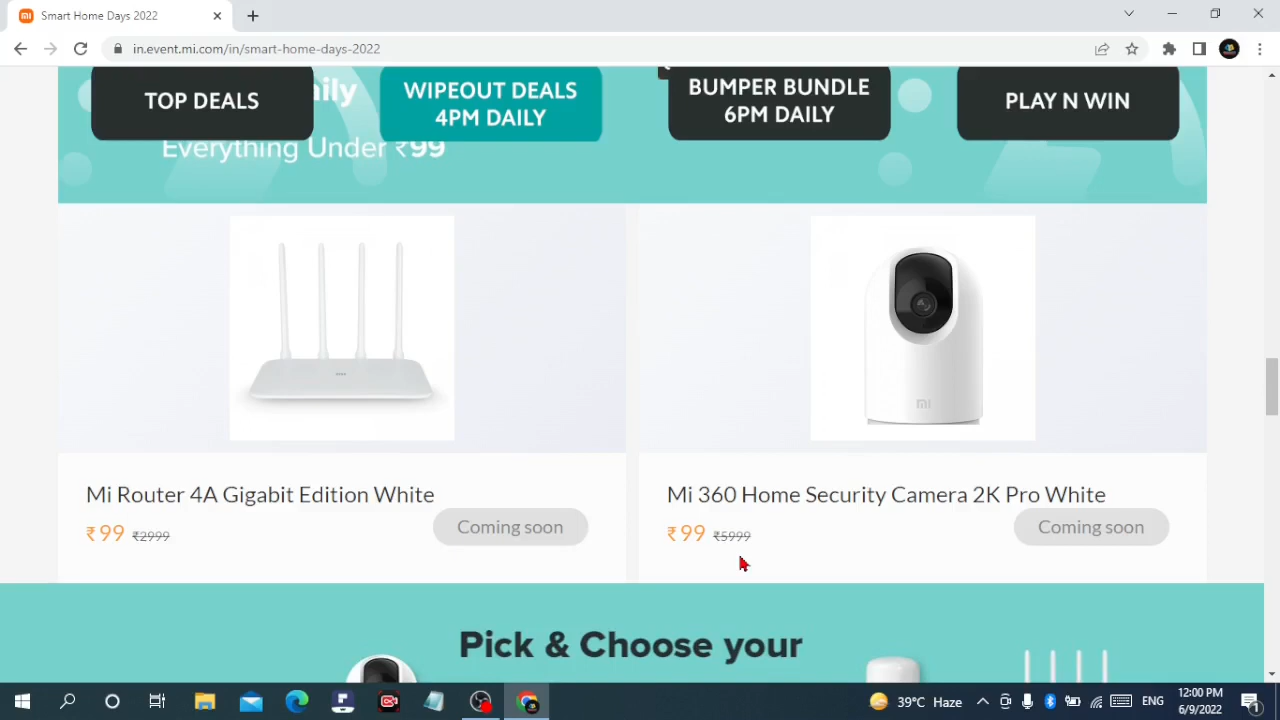 Smart Home Days 2022
in.event.mi.com/in/smart-home-days-2022
TOP DEALS
ily
WIPEOUT DEALS
4PM DAILY
BUMPER BUNDLE
6PM DAILY
PLAY N WIN
Everything Under ₹99
mi
Mi Router 4A Gigabit Edition White
₹99 ₹2999
Coming soon
Mi 360 Home Security Camera 2K Pro White
₹99 ₹5999
Coming soon
Pick & Choose your
39°C Haze
ENG
12:00 PM
6/9/2022
1